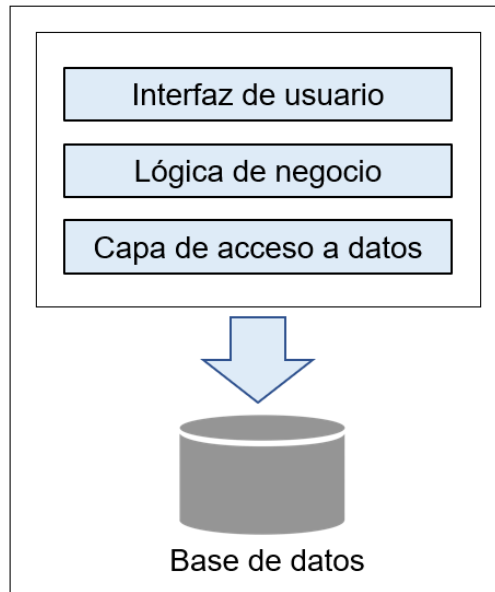 Interfaz de usuario
Lógica de negocio
Capa de acceso a datos
Base de datos